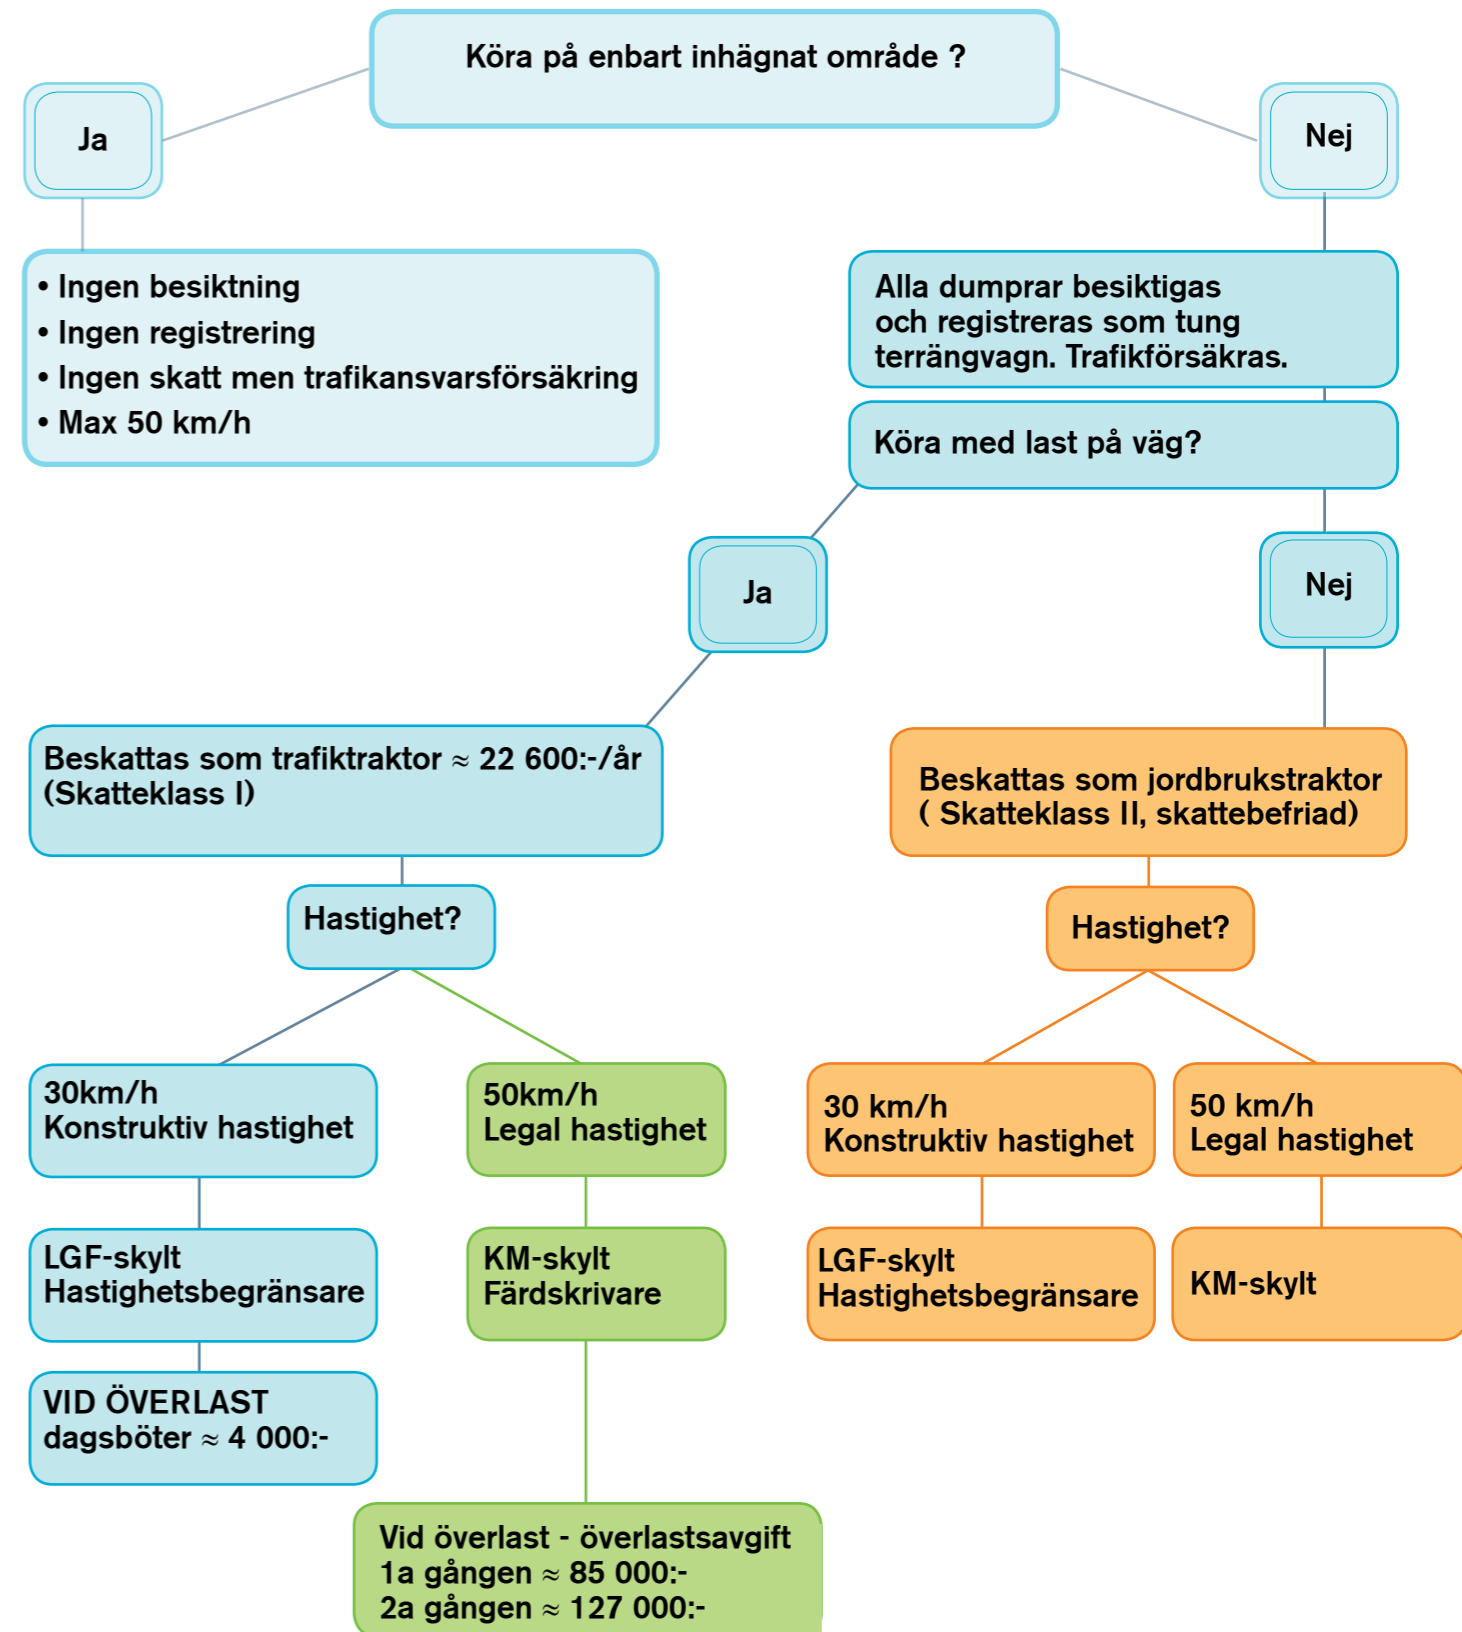 Köra på enbart inhägnat område ?
Ja
Nej
• Ingen besiktning
• Ingen registrering
• Ingen skatt men trafikansvarsförsäkring
• Max 50 km/h
Alla dumprar besiktigas
och registreras som tung
terrängvagn. Trafikförsäkras.
Köra med last på väg?
Ja
Nej
Beskattas som trafiktraktor ≈ 22 600:-/år
(Skatteklass I)
Beskattas som jordbrukstraktor
( Skatteklass II, skattebefriad)
Hastighet?
Hastighet?
30km/h
Konstruktiv hastighet
50km/h
Legal hastighet
30 km/h
Konstruktiv hastighet
50 km/h
Legal hastighet
LGF-skylt
Hastighetsbegränsare
KM-skylt
Färdskrivare
LGF-skylt
Hastighetsbegränsare
KM-skylt
VID ÖVERLAST
dagsböter ≈ 4 000:-
Vid överlast - överlastsavgift
1a gången ≈ 85 000:-
2a gången ≈ 127 000:-